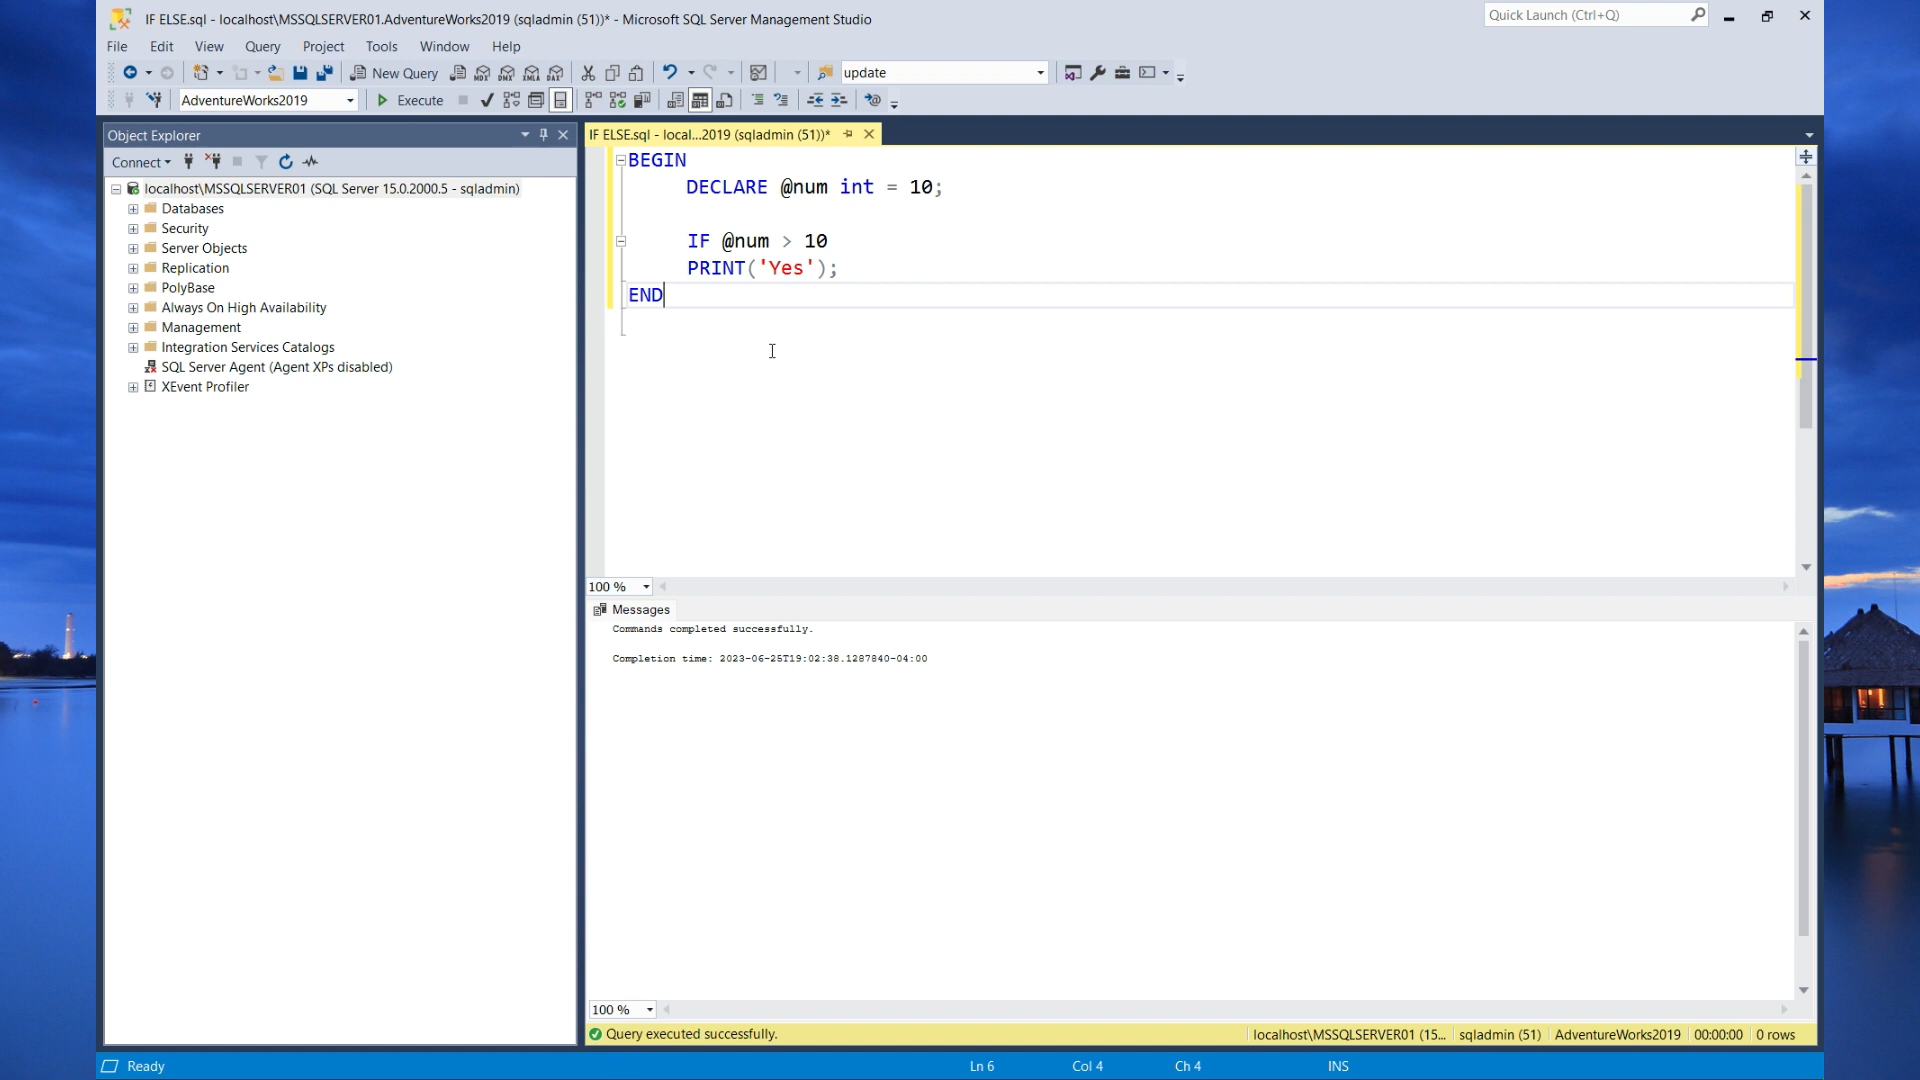 IF ELSE.sql - localhost\MSSQLSERVER01.AdventureWorks2019 (sqladmin (51))* - Microsoft SQL Server Management Studio
Quick Launch (Ctrl+Q)
File Edit View Query Project Tools Window Help
New Query MDX DMX XMLA DAX update
AdventureWorks2019 Execute
Object Explorer
IF ELSE.sql - local...2019 (sqladmin (51))*
Connect
localhost\MSSQLSERVER01 (SQL Server 15.0.2000.5 - sqladmin)
Databases
Security
Server Objects
Replication
PolyBase
Always On High Availability
Management
Integration Services Catalogs
SQL Server Agent (Agent XPs disabled)
XEvent Profiler
BEGIN
DECLARE @num int = 10;
IF @num > 10
PRINT('Yes');
END
100 %
Messages
Commands completed successfully.
Completion time: 2023-06-25T19:02:38.1287840-04:00
100 %
Query executed successfully.
localhost\MSSQLSERVER01 (15... sqladmin (51) AdventureWorks2019 00:00:00 0 rows
Ready Ln 6 Col 4 Ch 4 INS